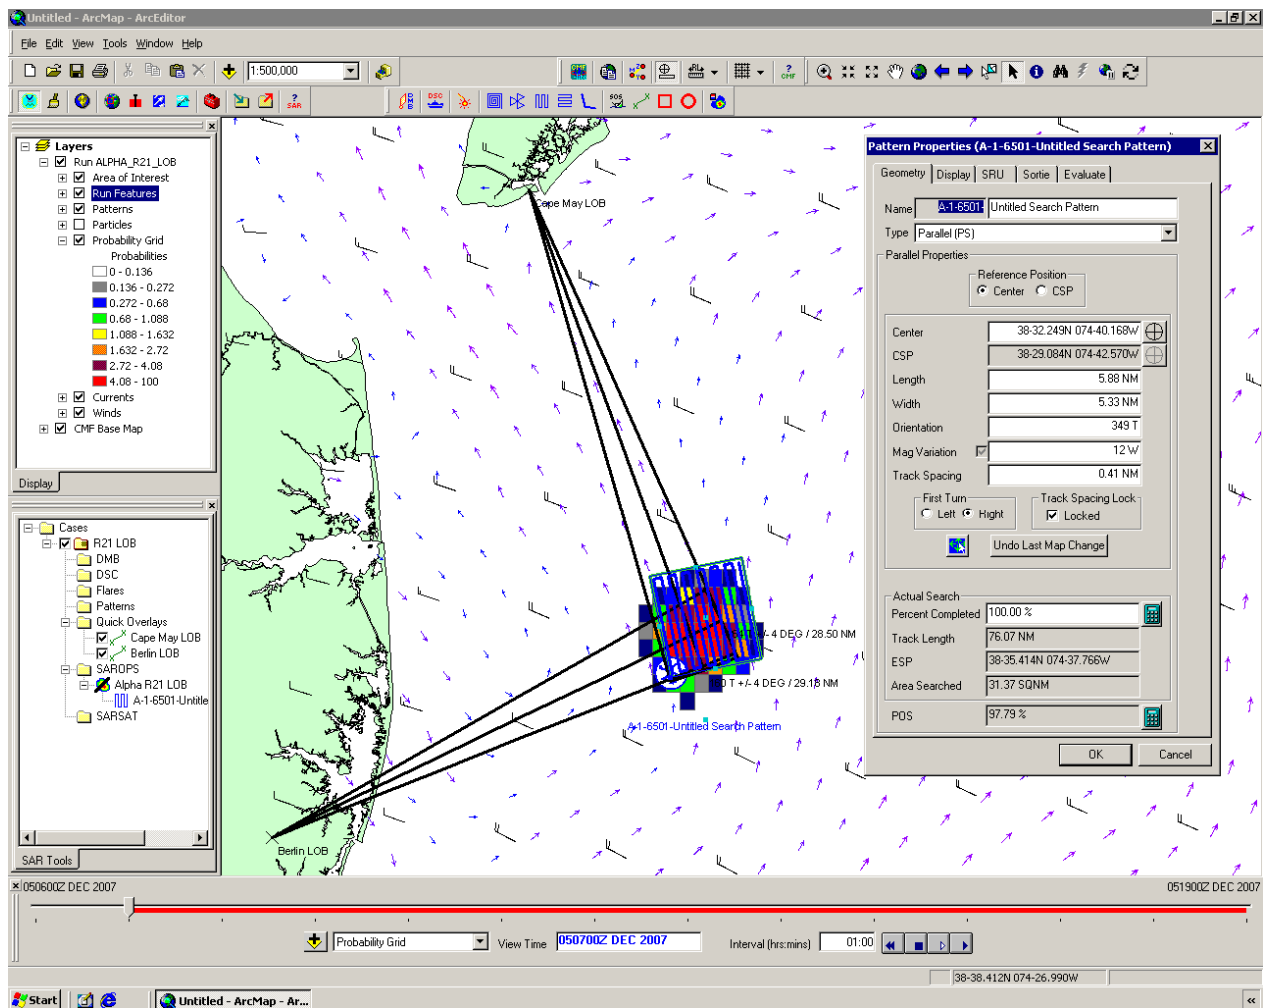 Untitled - ArcMap - ArcEditor
File Edit View Tools Window Help
1:500,000
? CMF
? SAR
DMB
DSC
SOS
Layers
Run ALPHA_R21_LOB
Area of Interest
Run Features
Patterns
Particles
Probability Grid
Probabilities
0 - 0.136
0.136 - 0.272
0.272 - 0.68
0.68 - 1.088
1.088 - 1.632
1.632 - 2.72
2.72 - 4.08
4.08 - 100
Currents
Winds
CMF Base Map
Display
Cases
R21 LOB
DMB
DSC
Flares
Patterns
Quick Overlays
Cape May LOB
Berlin LOB
SAROPS
Alpha R21 LOB
A-1-6501-Untitle
SARSAT
SAR Tools
Cape May LOB
+/- 4 DEG / 28.50 NM
T +/- 4 DEG / 29.18 NM
A-1-6501-Untitled Search Pattern
Berlin LOB
Pattern Properties (A-1-6501-Untitled Search Pattern)
Geometry Display SRU Sortie Evaluate
Name A-1-6501- Untitled Search Pattern
Type Parallel (PS)
Parallel Properties
Reference Position
Center CSP
Center 38-32.249N 074-40.168W
CSP 38-29.084N 074-42.570W
Length 5.88 NM
Width 5.33 NM
Orientation 349 T
Mag Variation 12 W
Track Spacing 0.41 NM
First Turn
Left Right
Track Spacing Lock
Locked
Undo Last Map Change
Actual Search
Percent Completed 100.00 %
Track Length 76.07 NM
ESP 38-35.414N 074-37.766W
Area Searched 31.37 SQNM
POS 97.79 %
OK Cancel
050600Z DEC 2007 051900Z DEC 2007
Probability Grid View Time 050700Z DEC 2007 Interval (hrs:mins) 01:00
38-38.412N 074-26.990W
Start Untitled - ArcMap - Ar...